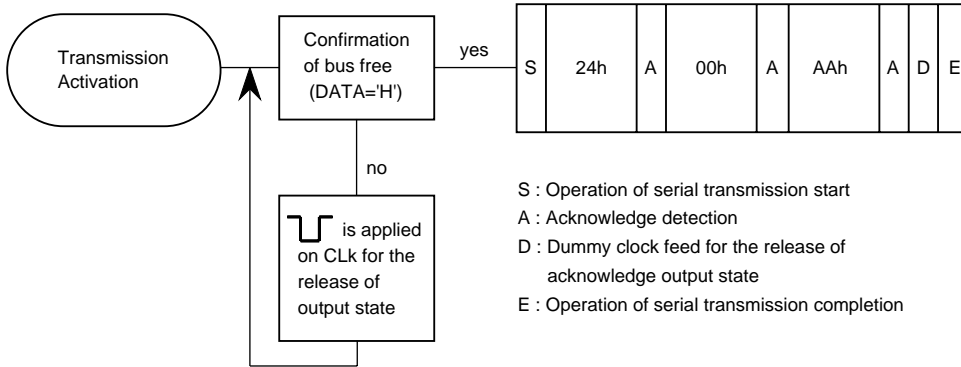 Transmission
Activation
Confirmation
of bus free
(DATA='H')
yes
S 24h A 00h A AAh A D E
no
is applied
on CLk for the
release of
output state
S : Operation of serial transmission start
A : Acknowledge detection
D : Dummy clock feed for the release of
acknowledge output state
E : Operation of serial transmission completion